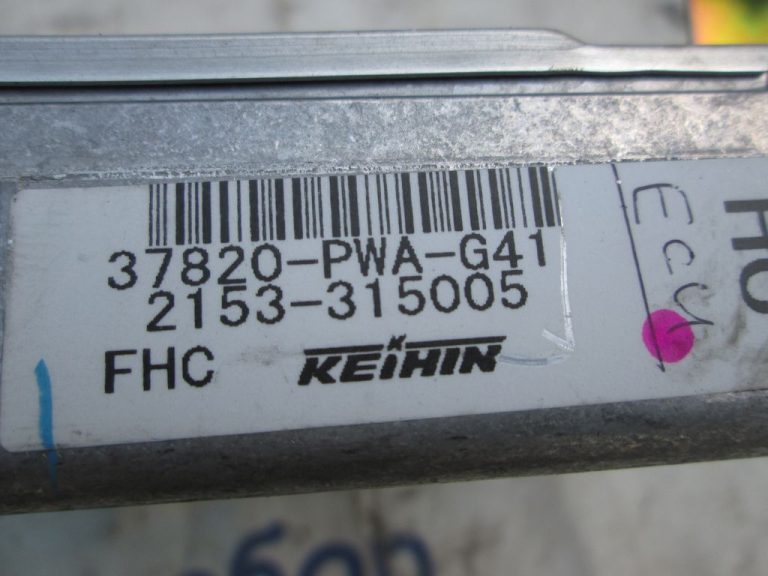 37820-PWA-G41
2153-315005
FHC KEIHIN
ECU